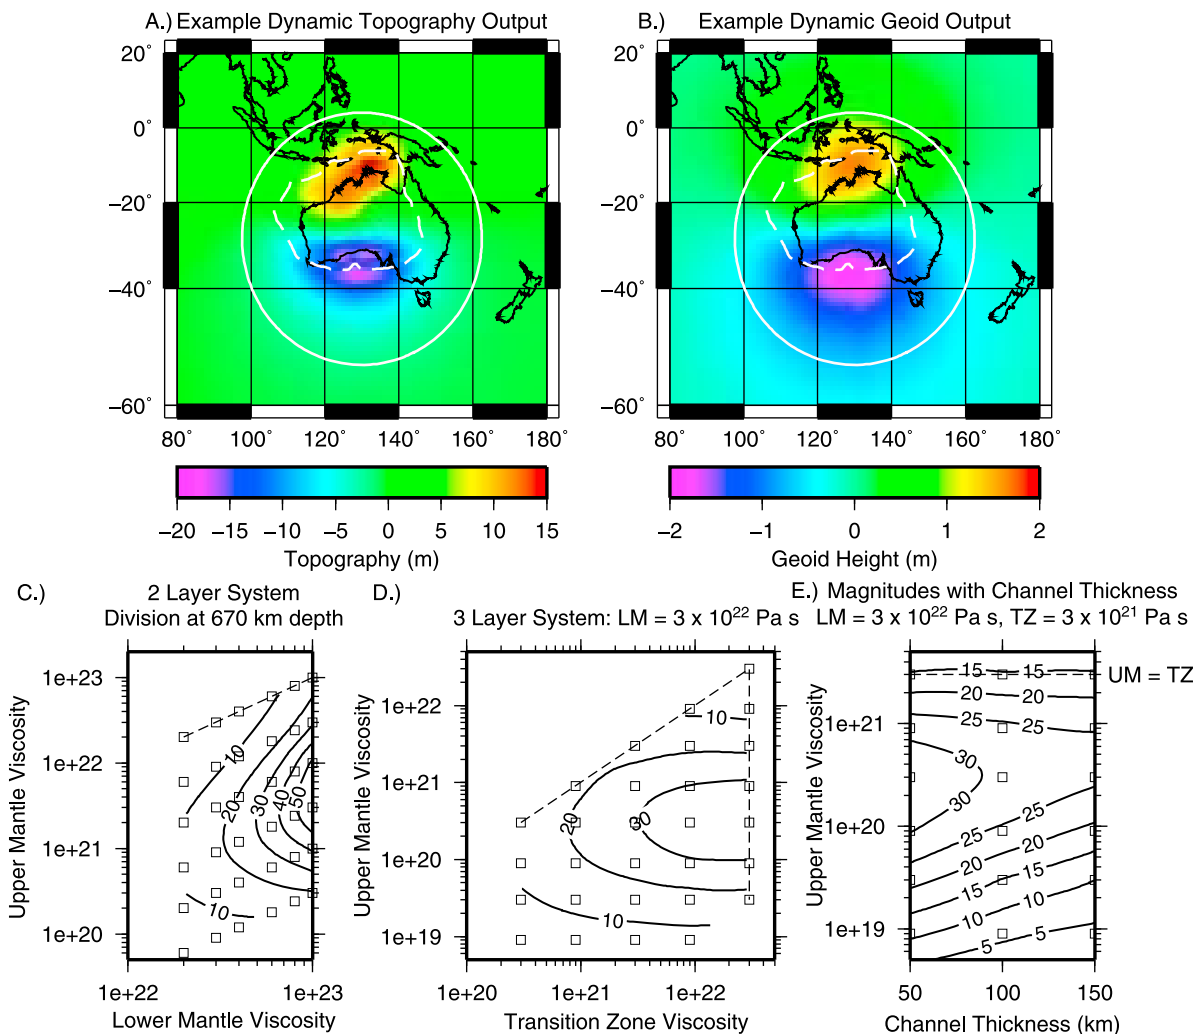 A.) Example Dynamic Topography Output
B.) Example Dynamic Geoid Output
20° 0° −20° −40° −60°
80° 100° 120° 140° 160° 180°
20° 0° −20° −40° −60°
80° 100° 120° 140° 160° 180°
−20 −15 −10 −5 0 5 10 15
Topography (m)
−2 −1 0 1 2
Geoid Height (m)
C.) 2 Layer System
Division at 670 km depth
Upper Mantle Viscosity
1e+23
1e+22
1e+21
1e+20
10 20 30 40 50
10
1e+22 1e+23
Lower Mantle Viscosity
D.)
3 Layer System: LM = 3 x 10²² Pa s
Upper Mantle Viscosity
1e+22
1e+21
1e+20
1e+19
10
20 30
10
1e+20 1e+21 1e+22
Transition Zone Viscosity
E.) Magnitudes with Channel Thickness
LM = 3 x 10²² Pa s, TZ = 3 x 10²¹ Pa s
Upper Mantle Viscosity
1e+21
1e+20
1e+19
15 15
UM = TZ
20 20
25 25
30
30
25 25
20 20
15 15
10 10
5 5
50 100 150
Channel Thickness (km)